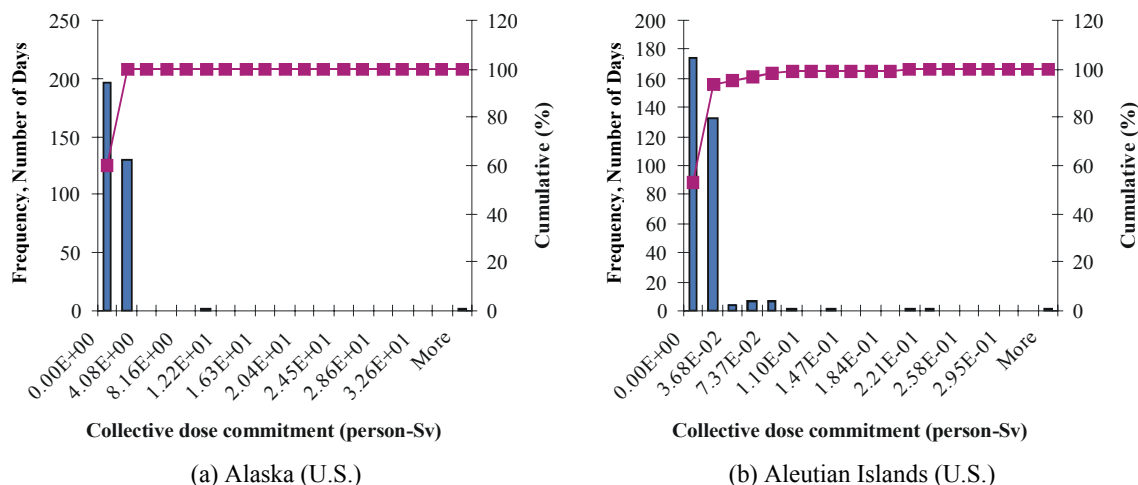 250
200
150
100
50
0
Frequency, Number of Days
120
100
80
60
40
20
0
Cumulative (%)
0.00E+00
4.08E+00
8.16E+00
1.22E+01
1.63E+01
2.04E+01
2.45E+01
2.86E+01
3.26E+01
More
Collective dose commitment (person-Sv)
(a) Alaska (U.S.)
200
180
160
140
120
100
80
60
40
20
0
Frequency, Number of Days
120
100
80
60
40
20
0
Cumulative (%)
0.00E+00
3.68E-02
7.37E-02
1.10E-01
1.47E-01
1.84E-01
2.21E-01
2.58E-01
2.95E-01
More
Collective dose commitment (person-Sv)
(b) Aleutian Islands (U.S.)